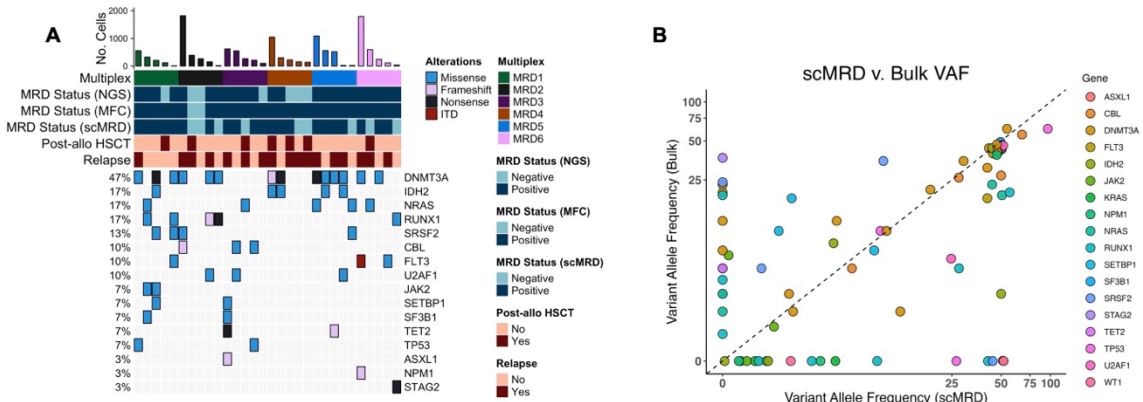 A
No. Cells
2000
1000
0
Multiplex
MRD Status (NGS)
MRD Status (MFC)
MRD Status (scMRD)
Post-allo HSCT
Relapse
47% DNMT3A
17% IDH2
17% NRAS
17% RUNX1
13% SRSF2
10% CBL
10% FLT3
10% U2AF1
7% JAK2
7% SETBP1
7% SF3B1
7% TET2
7% TP53
3% ASXL1
3% NPM1
3% STAG2
Alterations
Missense
Frameshift
Nonsense
ITD
Multiplex
MRD1
MRD2
MRD3
MRD4
MRD5
MRD6
MRD Status (NGS)
Negative
Positive
MRD Status (MFC)
Negative
Positive
MRD Status (scMRD)
Negative
Positive
Post-allo HSCT
No
Yes
Relapse
No
Yes
B
scMRD v. Bulk VAF
Variant Allele Frequency (Bulk)
100
75
50
25
0
0 25 50 75 100
Variant Allele Frequency (scMRD)
Gene
ASXL1
CBL
DNMT3A
FLT3
IDH2
JAK2
KRAS
NPM1
NRAS
RUNX1
SETBP1
SF3B1
SRSF2
STAG2
TET2
TP53
U2AF1
WT1